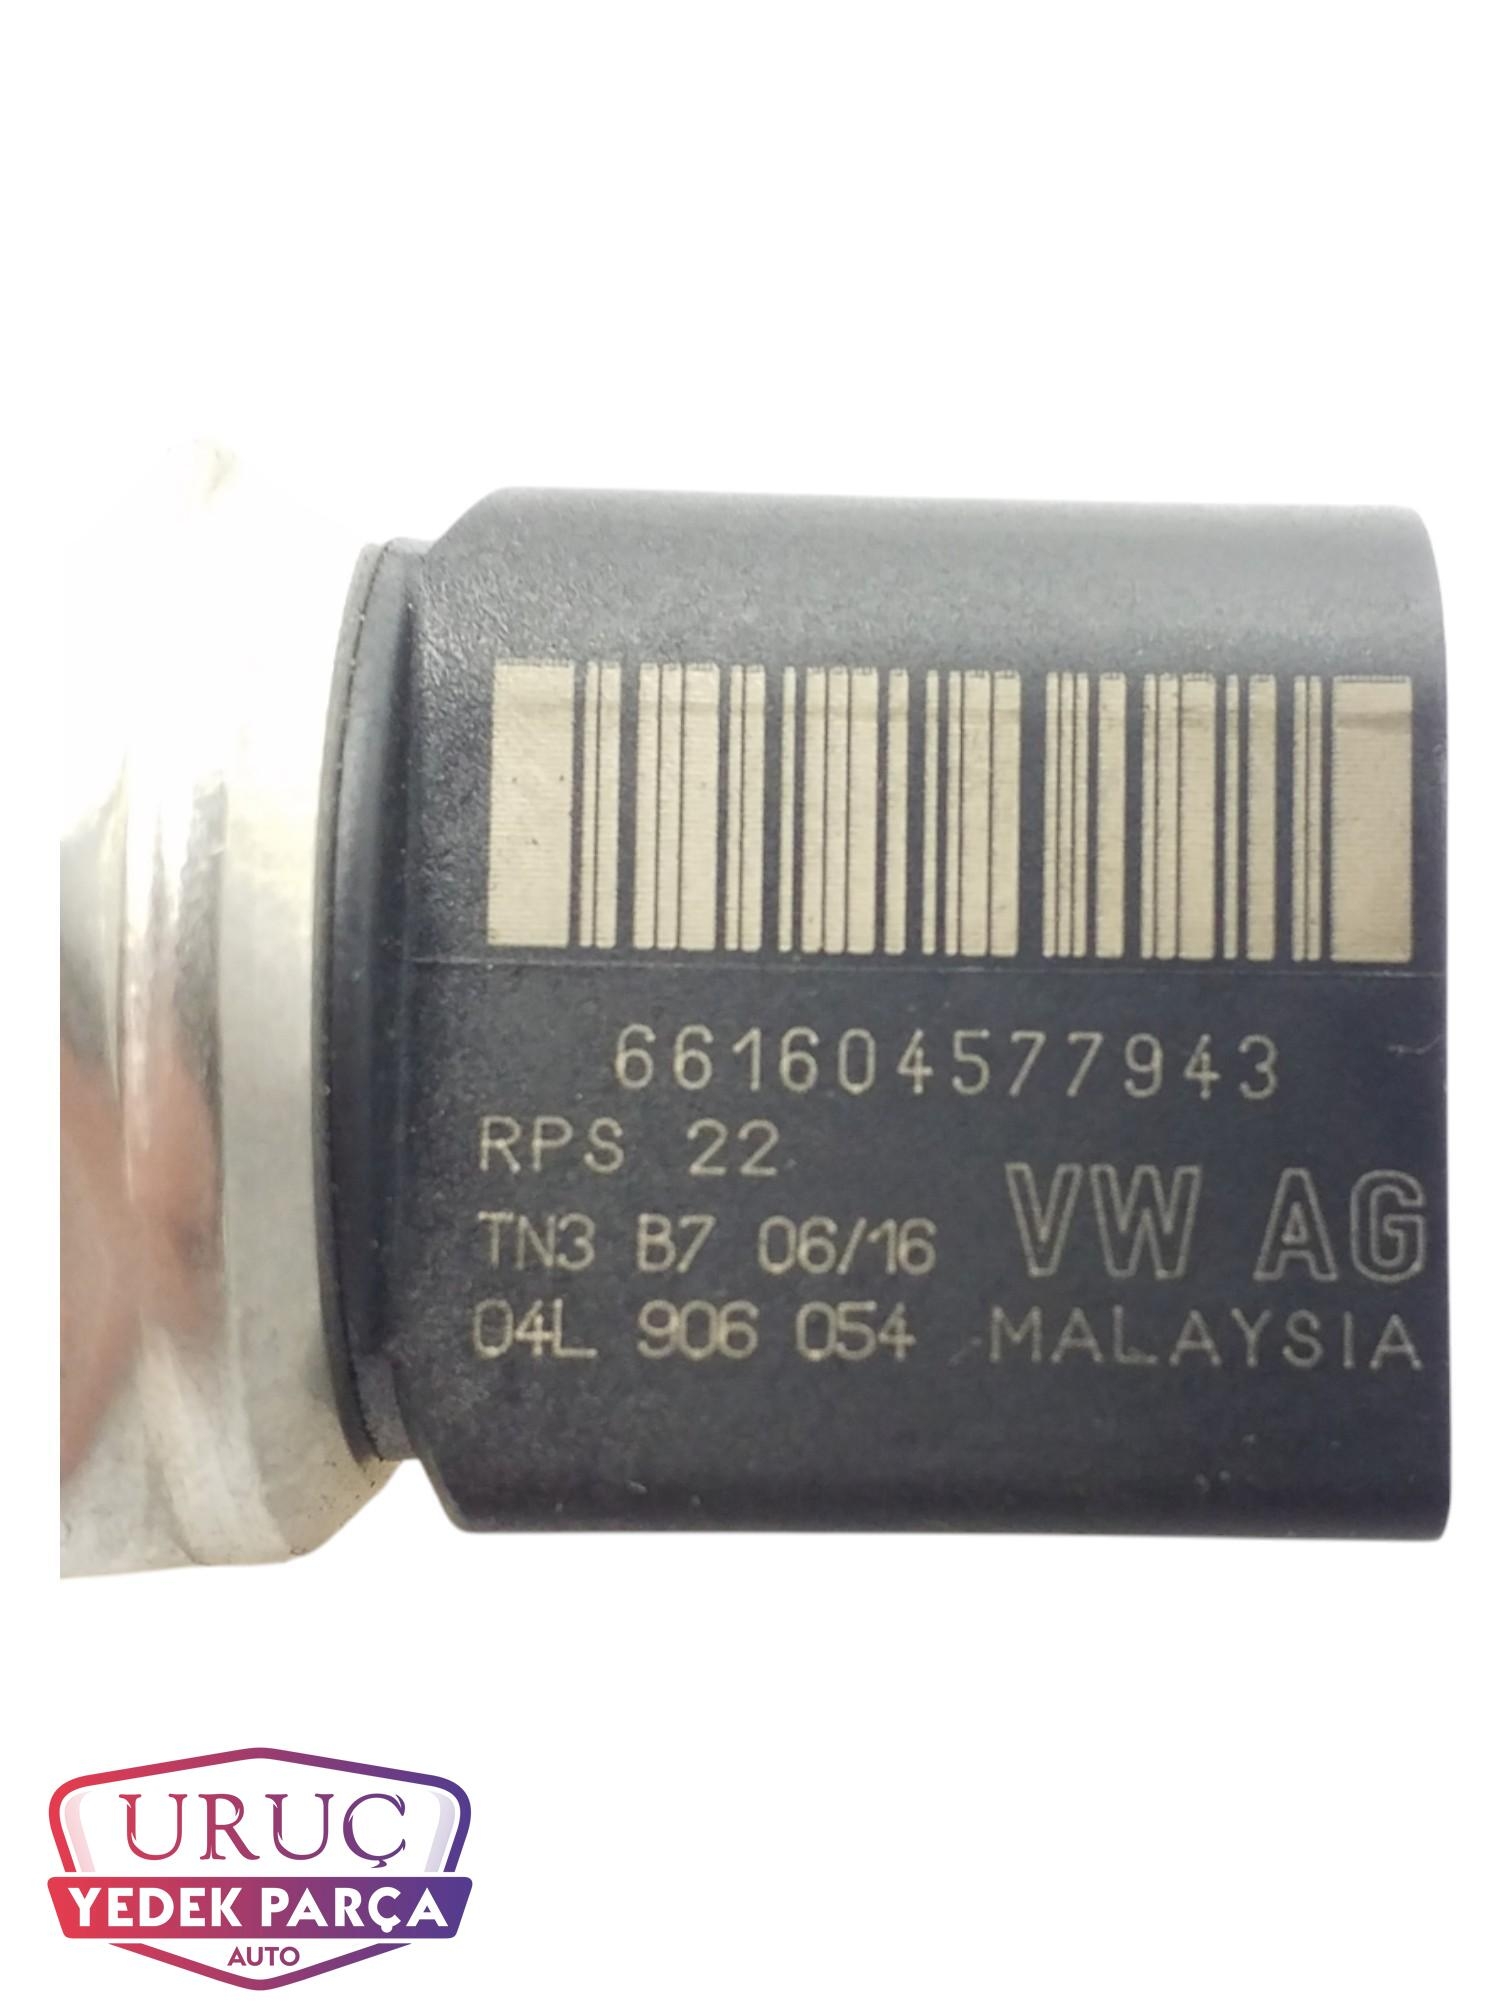 661604577943
RPS 22
TN3 B7 06/16
VW AG
04L 906 054
MALAYSIA
URUÇ
YEDEK PARÇA
AUTO